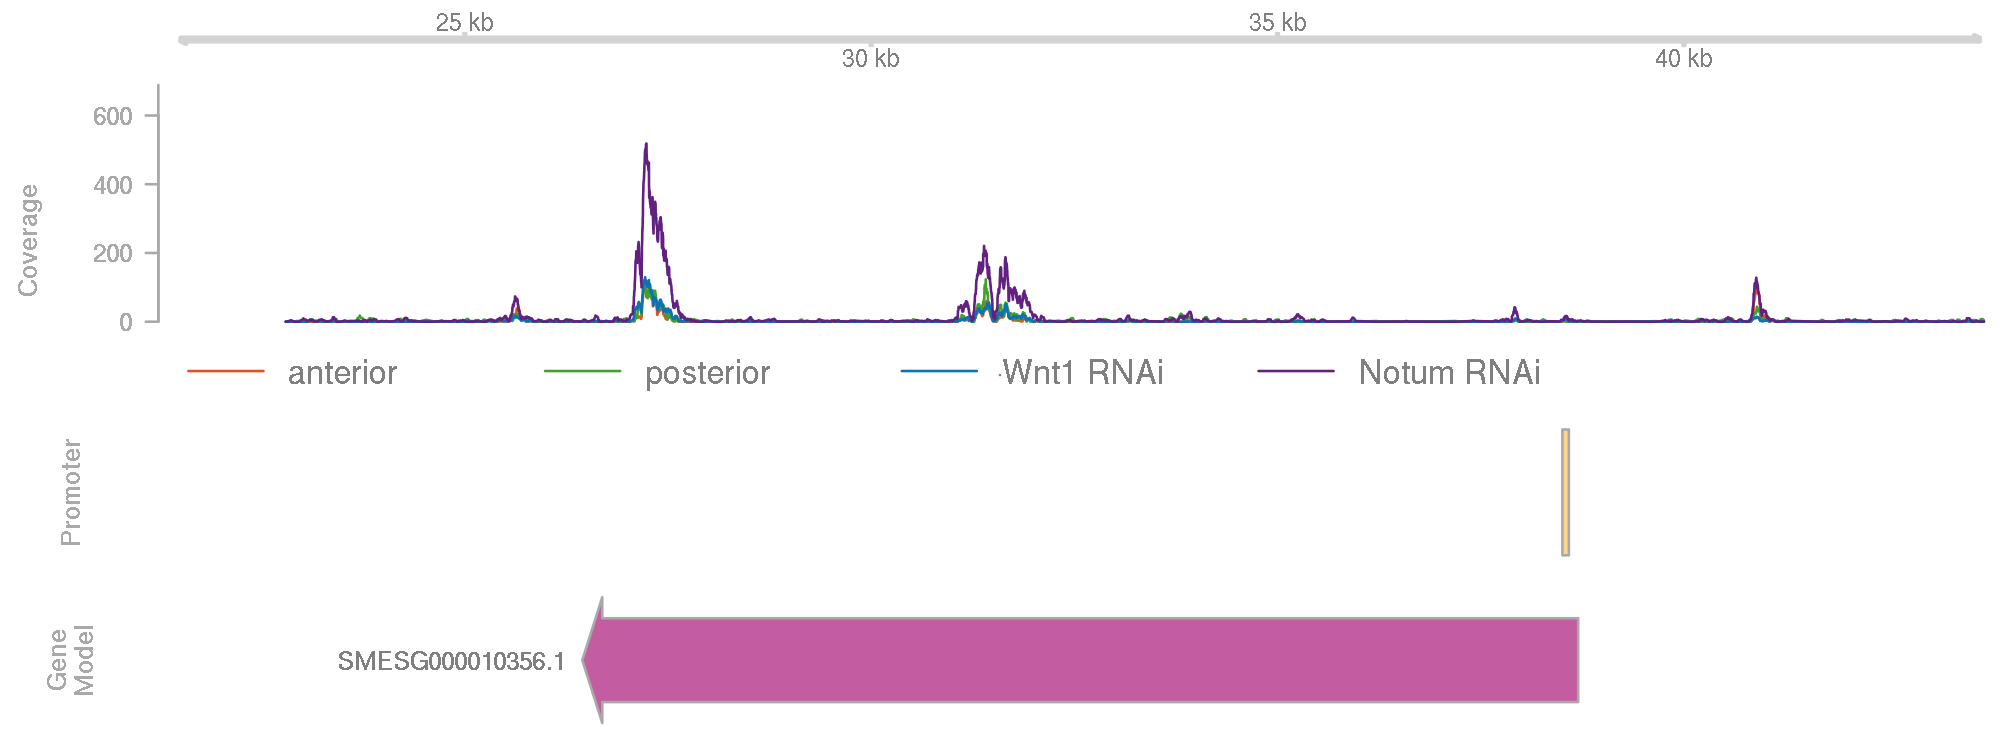 25 kb
35 kb
30 kb
40 kb
Coverage
600
400
200
0
anterior posterior Wnt1 RNAi Notum RNAi
Promoter
Gene
Model
SMESG000010356.1